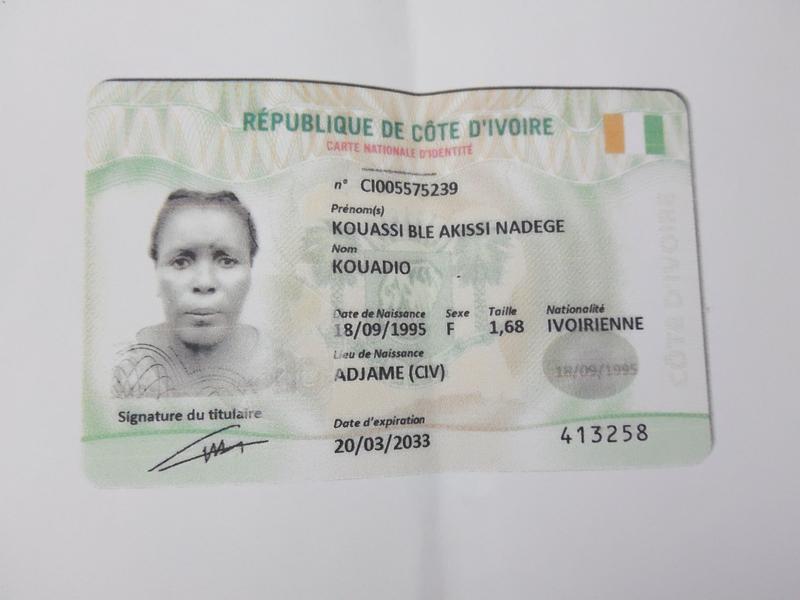 RÉPUBLIQUE DE CÔTE D'IVOIRE
CARTE NATIONALE D'IDENTITÉ
n° CI005575239
Prénom(s)
KOUASSI BLE AKISSI NADEGE
Nom
KOUADIO
Date de Naissance Sexe Taille Nationalité
18/09/1995 F 1,68 IVOIRIENNE
Lieu de Naissance
ADJAME (CIV)
18/09/1995
Signature du titulaire
Date d'expiration
20/03/2033
413258
CÔTE D'IVOIRE